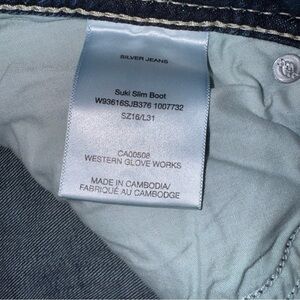 SILVER JEANS
Suki Slim Boot
W93616SJB376 1007732
SZ16/L31
CA00508
WESTERN GLOVE WORKS
MADE IN CAMBODIA/
FABRIQUÉ AU CAMBODGE